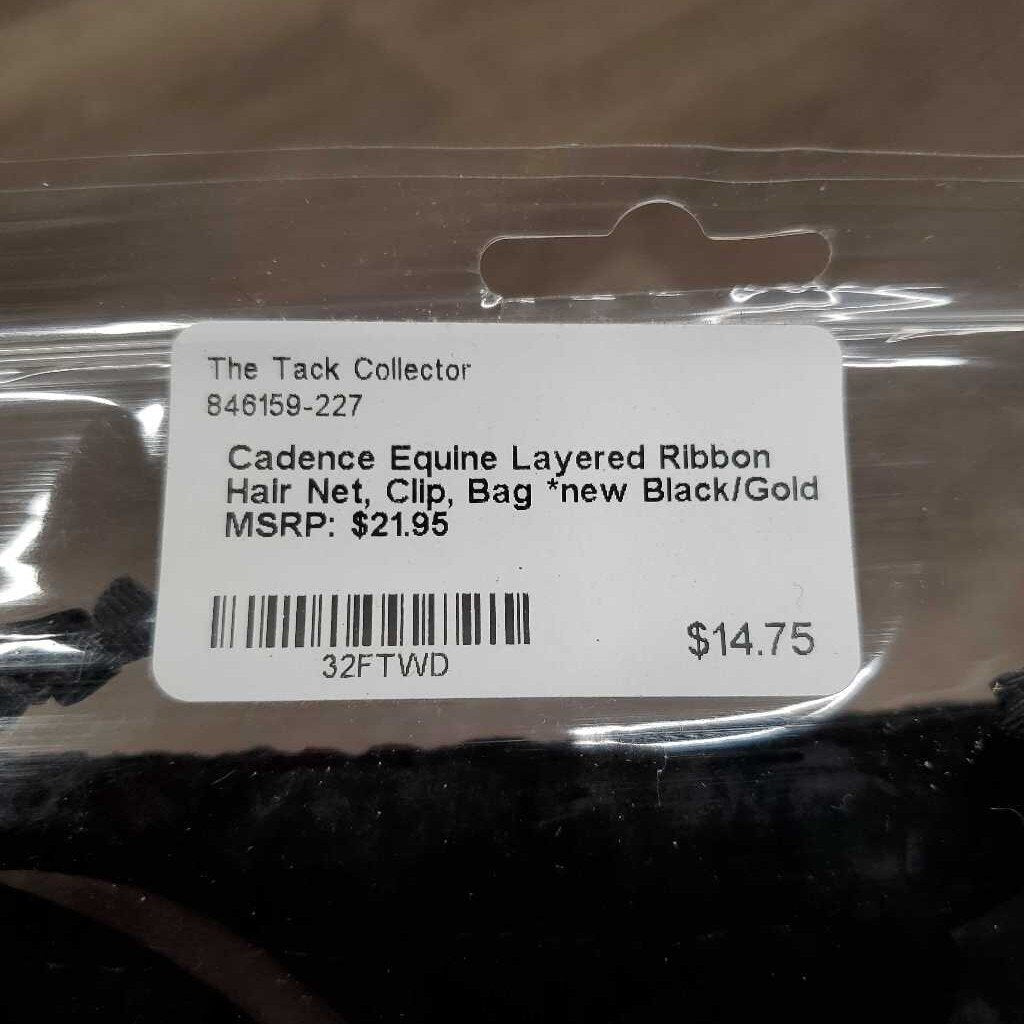 The Tack Collector
846159-227
Cadence Equine Layered Ribbon
Hair Net, Clip, Bag *new Black/Gold
MSRP: $21.95
32FTWD
$14.75